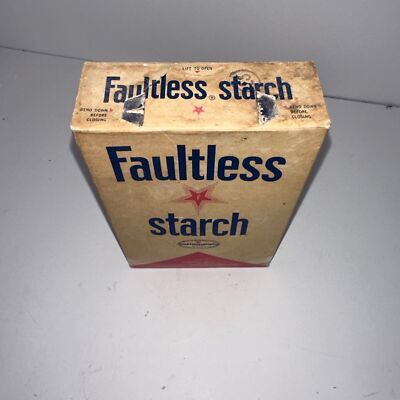 LIFT TO OPEN
Faultless® starch
BEND DOWN
BEFORE
CLOSING
BEND DOWN
BEFORE
CLOSING
Faultless
starch